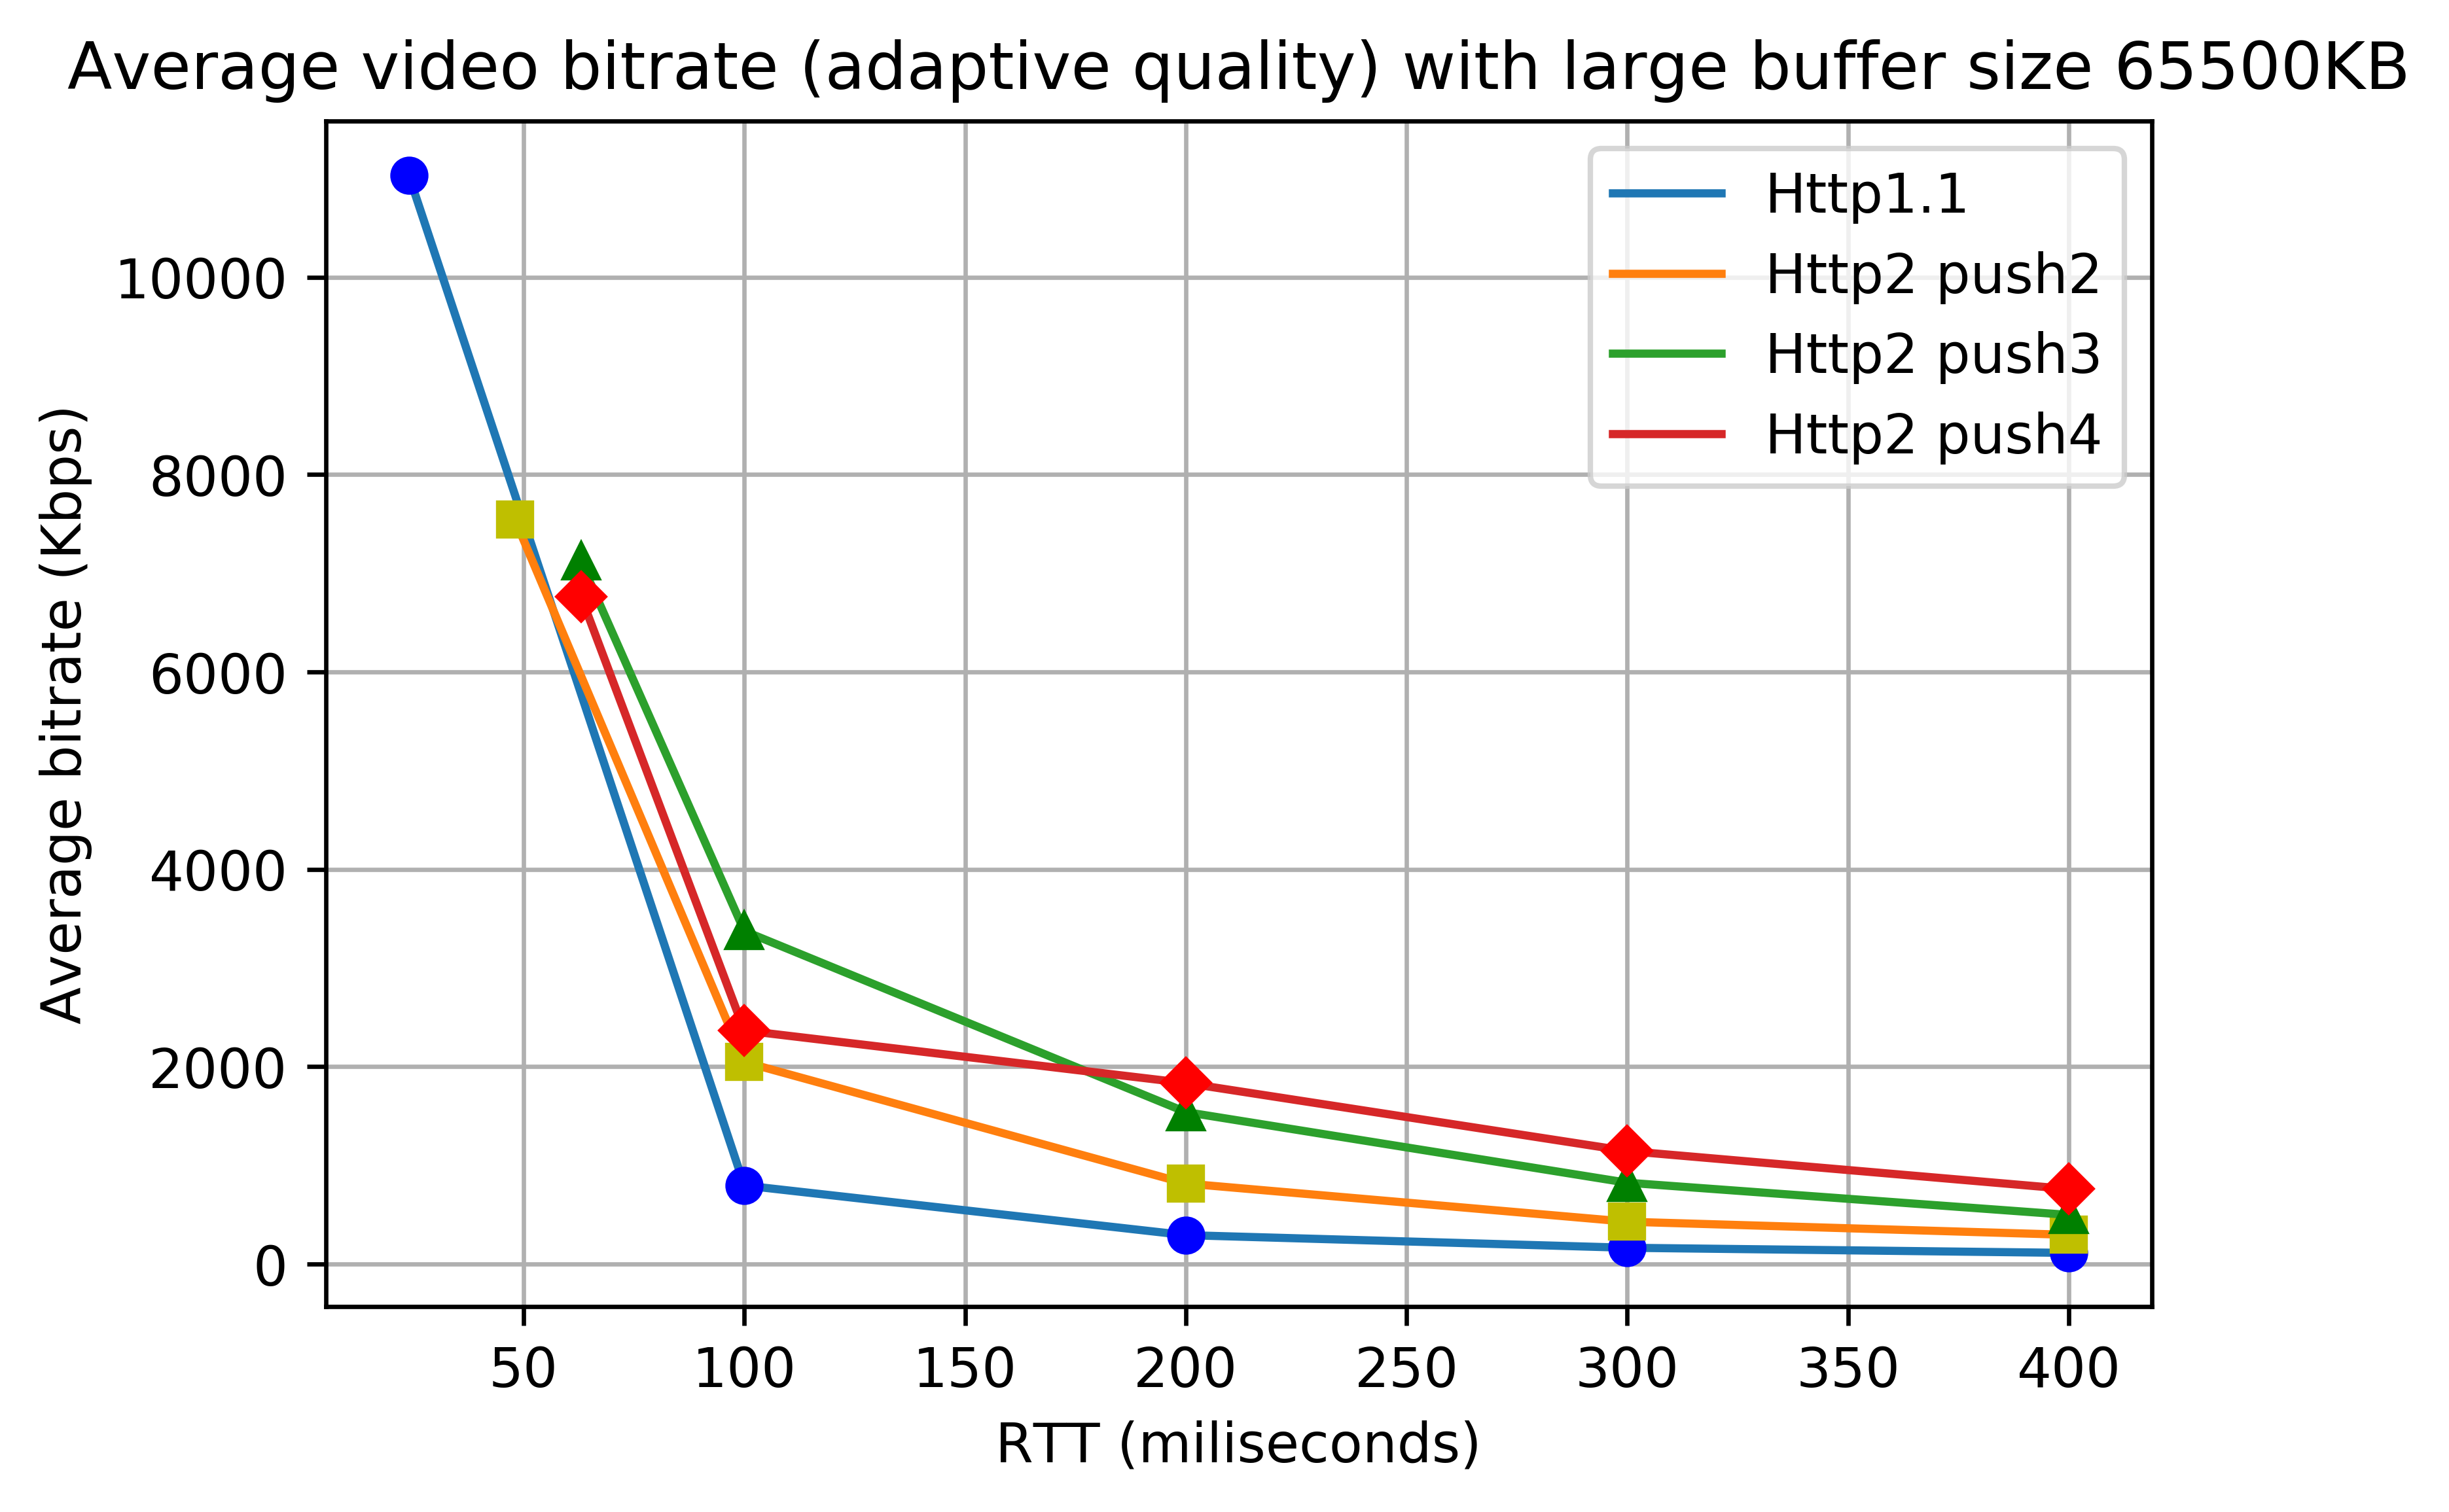 Average video bitrate (adaptive quality) with large buffer size 65500KB
Http1.1
Http2 push2
Http2 push3
Http2 push4
Average bitrate (Kbps)
10000
8000
6000
4000
2000
0
50 100 150 200 250 300 350 400
RTT (miliseconds)